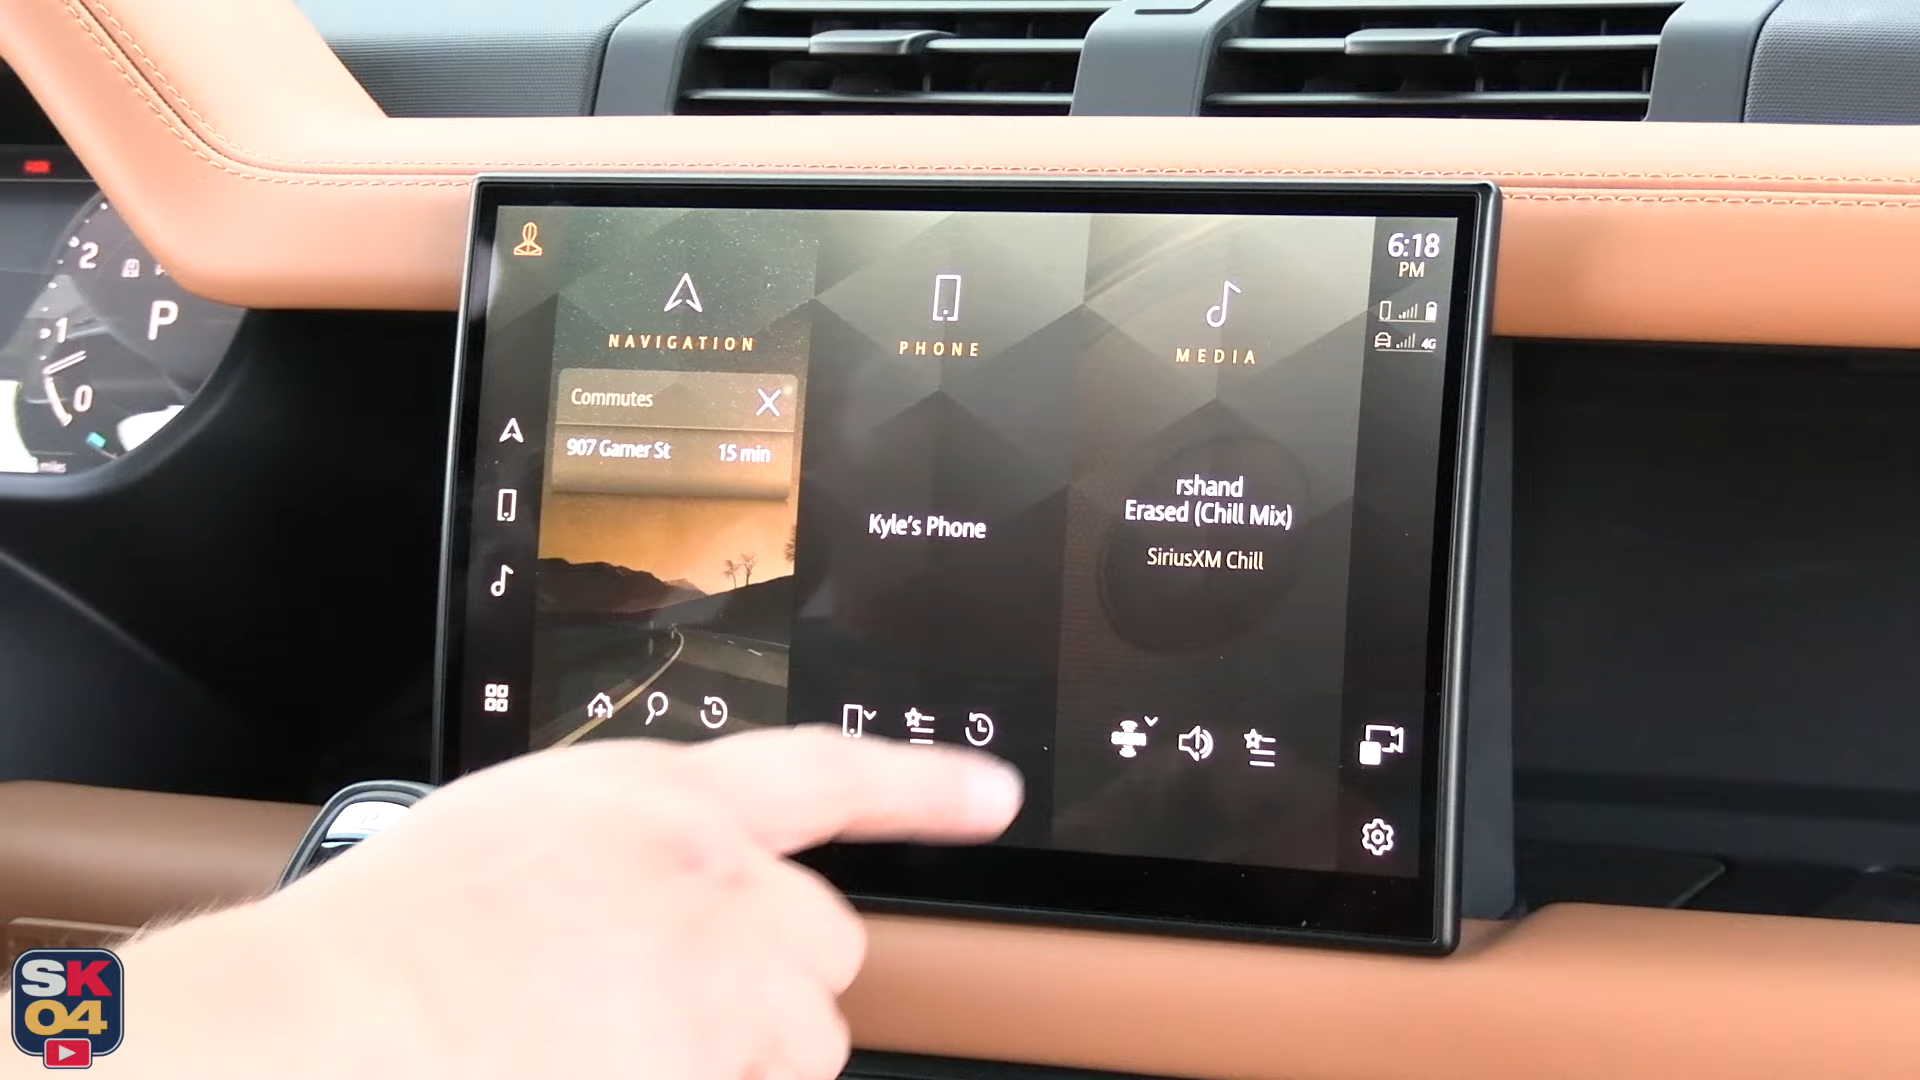 2
1
0
P
miles
NAVIGATION
Commutes
907 Garner St 15 min
PHONE
Kyle's Phone
MEDIA
rshand
Erased (Chill Mix)
SiriusXM Chill
6:18
PM
4G
SK
04